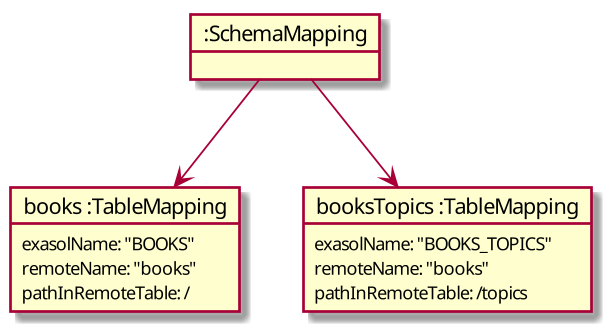 :SchemaMapping
books :TableMapping
exasolName: "BOOKS"
remoteName: "books"
pathInRemoteTable: /
booksTopics :TableMapping
exasolName: "BOOKS_TOPICS"
remoteName: "books"
pathInRemoteTable: /topics